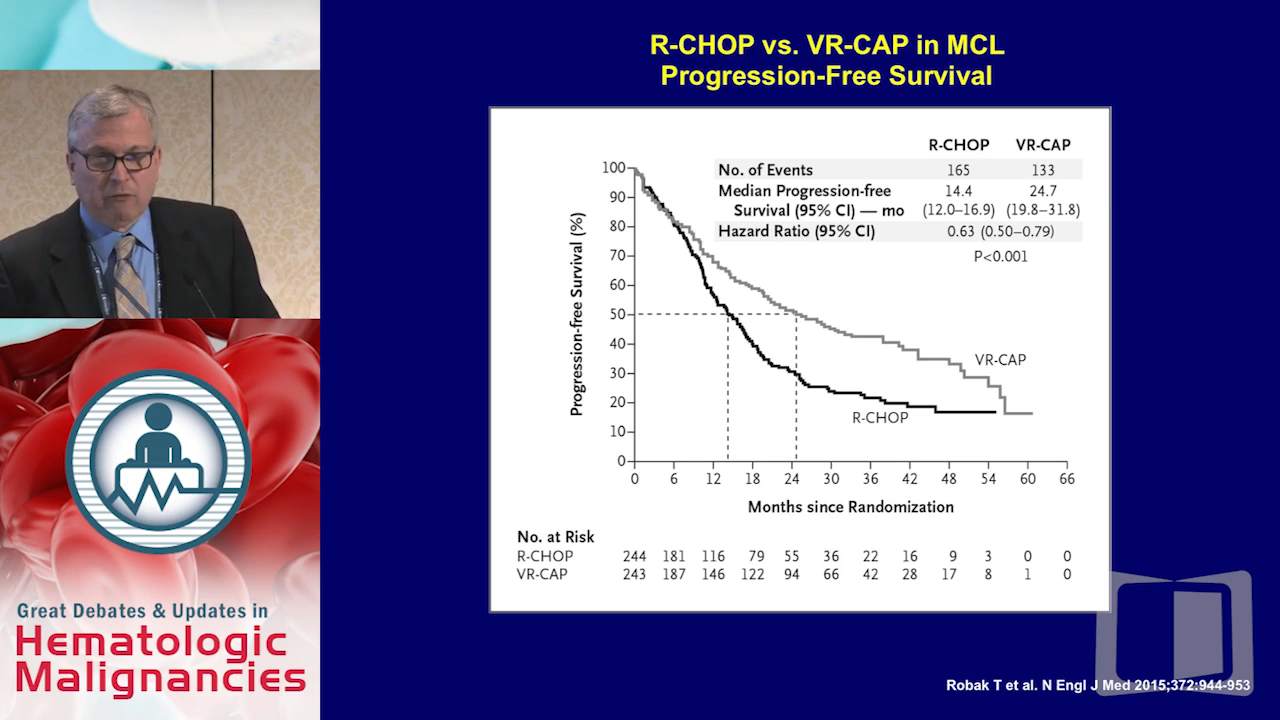 R-CHOP vs. VR-CAP in MCL
Progression-Free Survival
R-CHOP VR-CAP
No. of Events 165 133
Median Progression-free 14.4 24.7
Survival (95% CI) — mo (12.0–16.9) (19.8–31.8)
Hazard Ratio (95% CI) 0.63 (0.50–0.79)
P<0.001
Progression-free Survival (%)
100
90
80
70
60
50
40
30
20
10
0
VR-CAP
R-CHOP
0 6 12 18 24 30 36 42 48 54 60 66
Months since Randomization
No. at Risk
R-CHOP 244 181 116 79 55 36 22 16 9 3 0 0
VR-CAP 243 187 146 122 94 66 42 28 17 8 1 0
Great Debates & Updates in
Hematologic
Malignancies
Robak T et al. N Engl J Med 2015;372:944-953